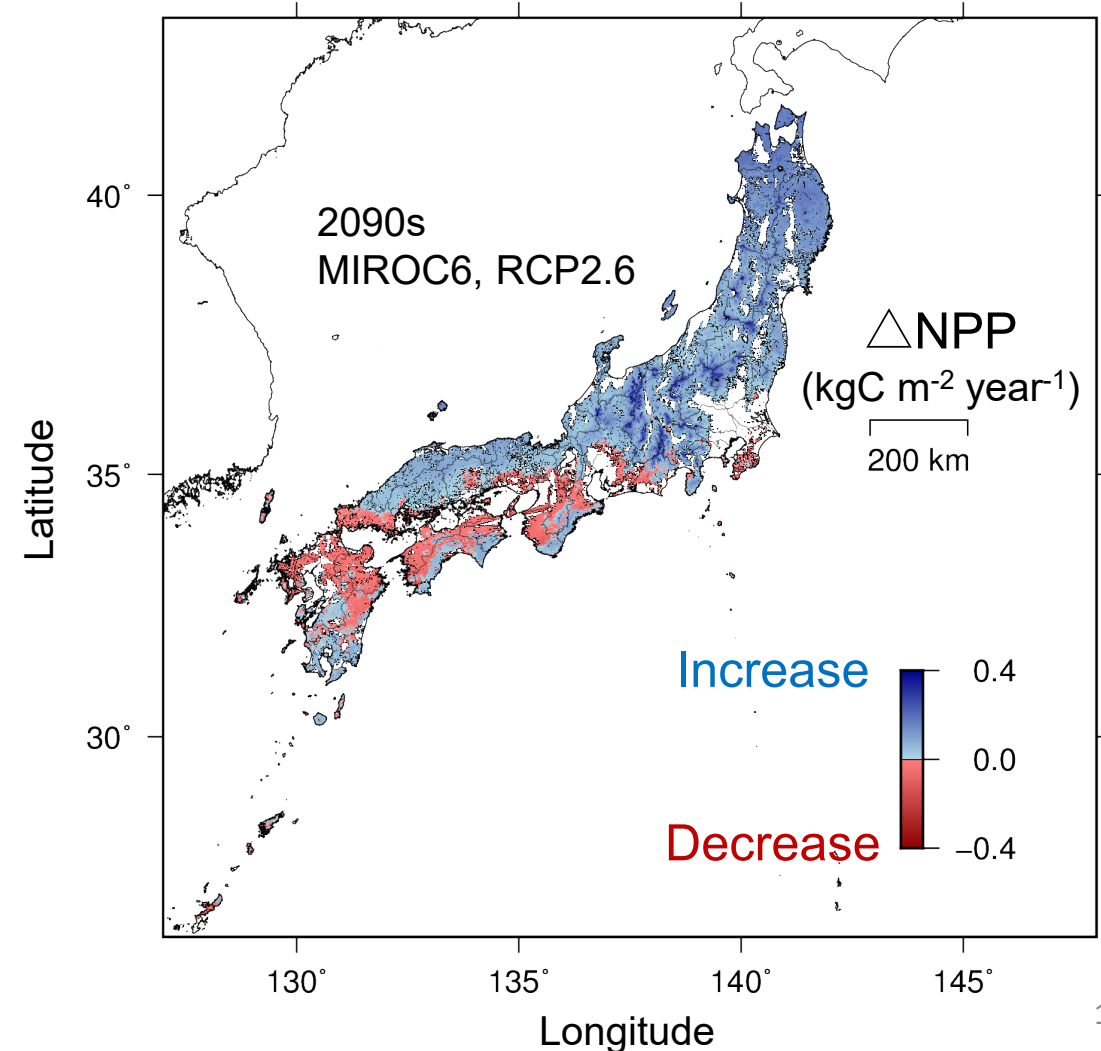 40°
2090s
MIROC6, RCP2.6
△NPP
(kgC m-2 year-1)
200 km
35°
Latitude
Increase
0.4
30°
0.0
Decrease
−0.4
130°
135°
140°
145°
Longitude